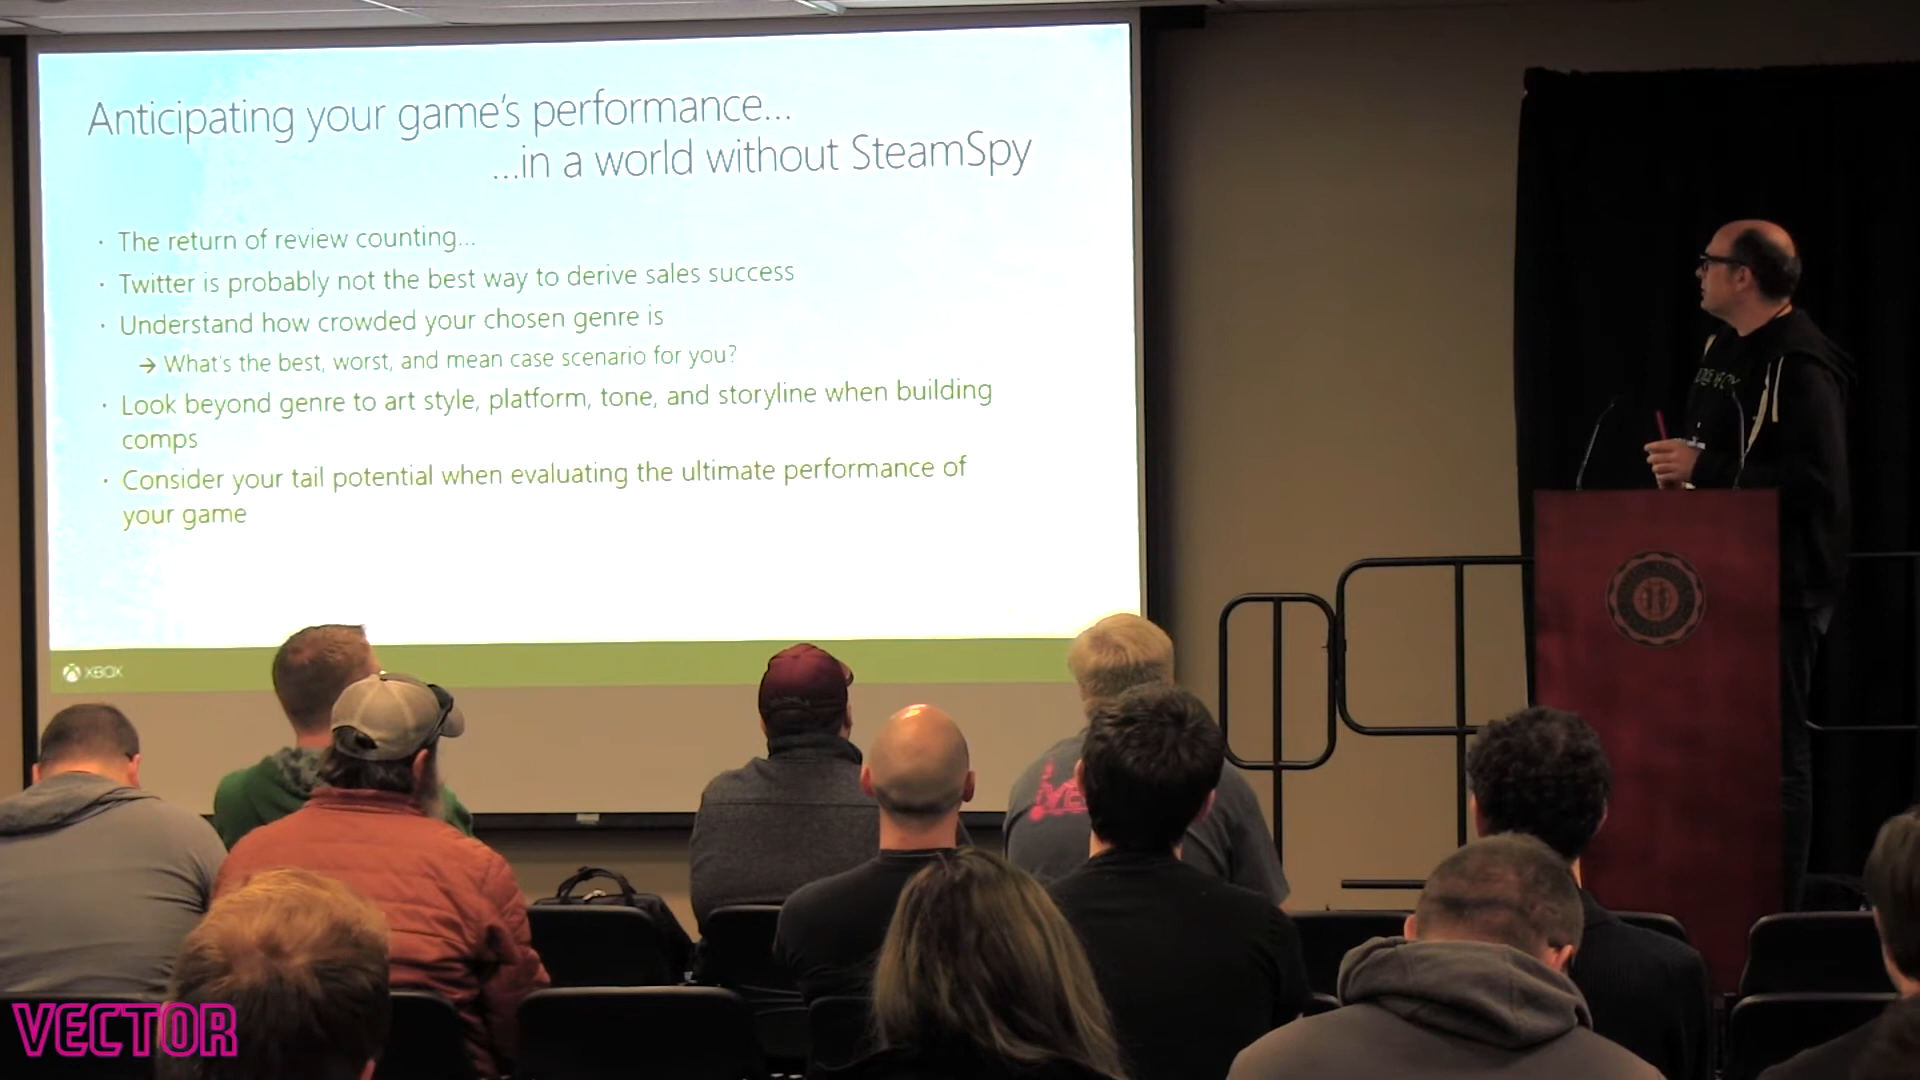 Anticipating your game's performance...
...in a world without SteamSpy
· The return of review counting...
· Twitter is probably not the best way to derive sales success
· Understand how crowded your chosen genre is
→ What's the best, worst, and mean case scenario for you?
· Look beyond genre to art style, platform, tone, and storyline when building
comps
· Consider your tail potential when evaluating the ultimate performance of
your game
XBOX
VECTOR